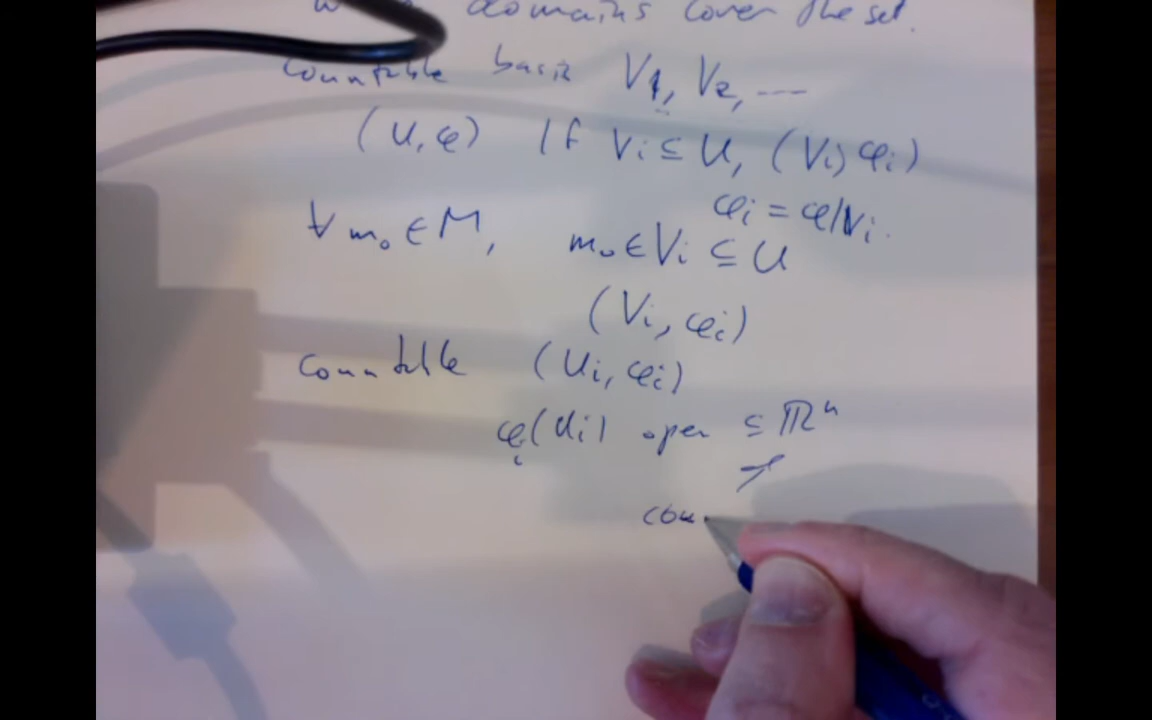 domains cover the set.
countable basis V₁, V₂, ---
(U, φ) If Vᵢ ⊆ U, (Vᵢ, φᵢ)
φᵢ = φ|Vᵢ.
∀ m₀ ∈ M, m₀ ∈ Vᵢ ⊆ U
(Vᵢ, φᵢ)
countable (Uᵢ, φᵢ)
φᵢ(Uᵢ) open ⊆ ℝⁿ
cou